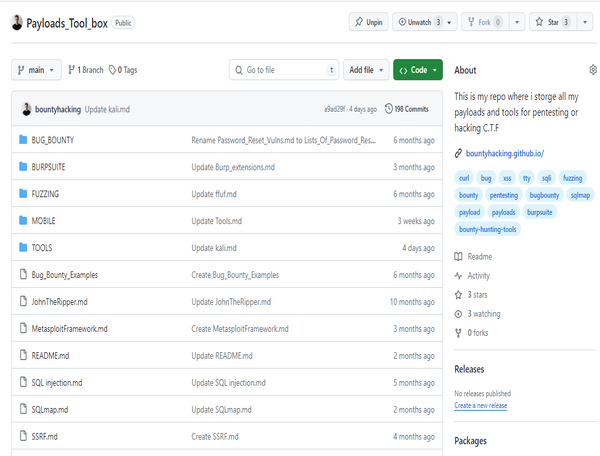 Payloads_Tool_box Public Unpin Unwatch 3 Fork 0 Star 3
main 1 Branch 0 Tags Go to file t Add file Code
bountyhacking Update kali.md a9ad29f · 4 days ago 198 Commits
BUG_BOUNTY Rename Password_Reset_Vulns.md to Lists_Of_Password_Res... 6 months ago
BURPSUITE Update Burp_extensions.md 3 months ago
FUZZING Update ffuf.md 6 months ago
MOBILE Update Tools.md 3 weeks ago
TOOLS Update kali.md 4 days ago
Bug_Bounty_Examples Create Bug_Bounty_Examples 6 months ago
JohnTheRipper.md Update JohnTheRipper.md 10 months ago
MetasploitFramework.md Create MetasploitFramework.md 3 months ago
README.md Update README.md 2 months ago
SQL injection.md Update SQL injection.md 5 months ago
SQLmap.md Update SQLmap.md 2 months ago
SSRF.md Create SSRF.md 4 months ago
About
This is my repo where i storge all my
payloads and tools for pentesting or
hacking C.T.F
bountyhacking.github.io/
curl bug xss tty sqli fuzzing
bounty pentesting bugbounty sqlmap
payload payloads burpsuite
bounty-hunting-tools
Readme
Activity
3 stars
3 watching
0 forks
Releases
No releases published
Create a new release
Packages